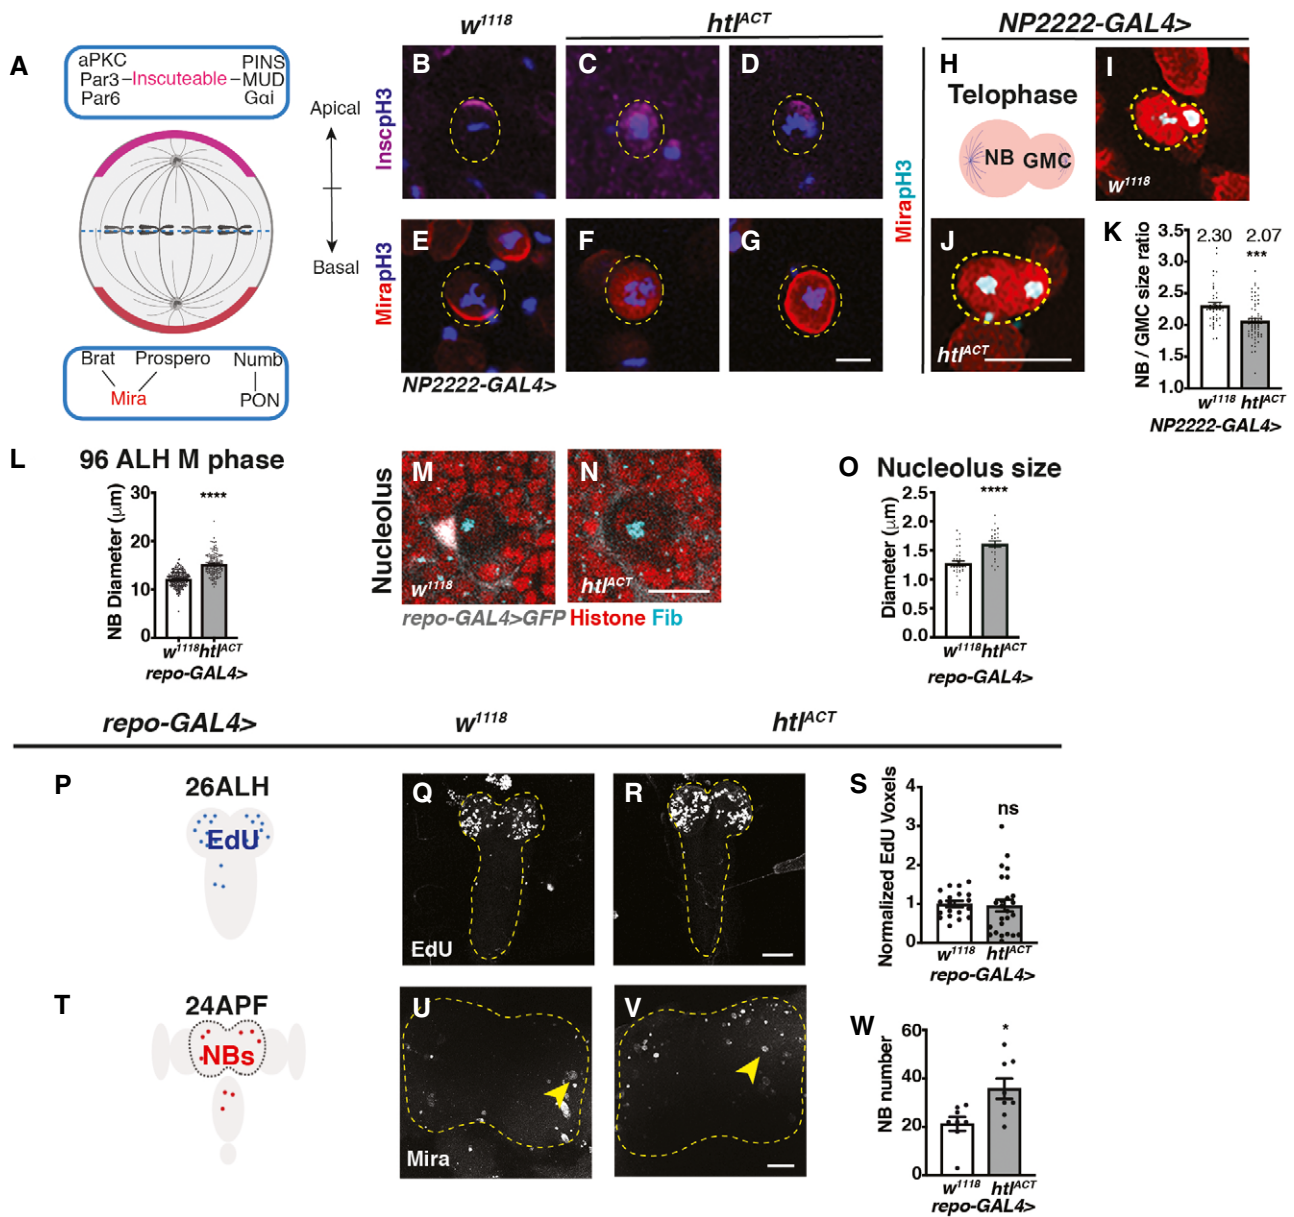 w1118
htlACT
NP2222-GAL4>
A
aPKC
PINS
Par3–Inscuteable–MUD
Par6
Gαi
Apical
Basal
Brat
Prospero
Numb
Mira
PON
InscpH3
B
C
D
MirapH3
E
F
G
NP2222-GAL4>
MirapH3
H
Telophase
NB
GMC
I
w1118
J
htlACT
K
NB / GMC size ratio
3.5
3.0
2.5
2.0
1.5
1.0
2.30
2.07
***
w1118 htlACT
NP2222-GAL4>
L
96 ALH M phase
NB Diameter (μm)
30
20
10
0
****
w1118 htlACT
repo-GAL4>
Nucleolus
M
w1118
N
htlACT
repo-GAL4>GFP Histone Fib
O
Nucleolus size
Diameter (μm)
2.5
2.0
1.5
1.0
0.5
0.0
****
w1118 htlACT
repo-GAL4>
repo-GAL4>
w1118
htlACT
P
26ALH
EdU
Q
EdU
R
S
Normalized EdU Voxels
4
3
2
1
0
ns
w1118 htlACT
repo-GAL4>
T
24APF
NBs
U
Mira
V
W
NB number
60
40
20
0
*
w1118 htlACT
repo-GAL4>